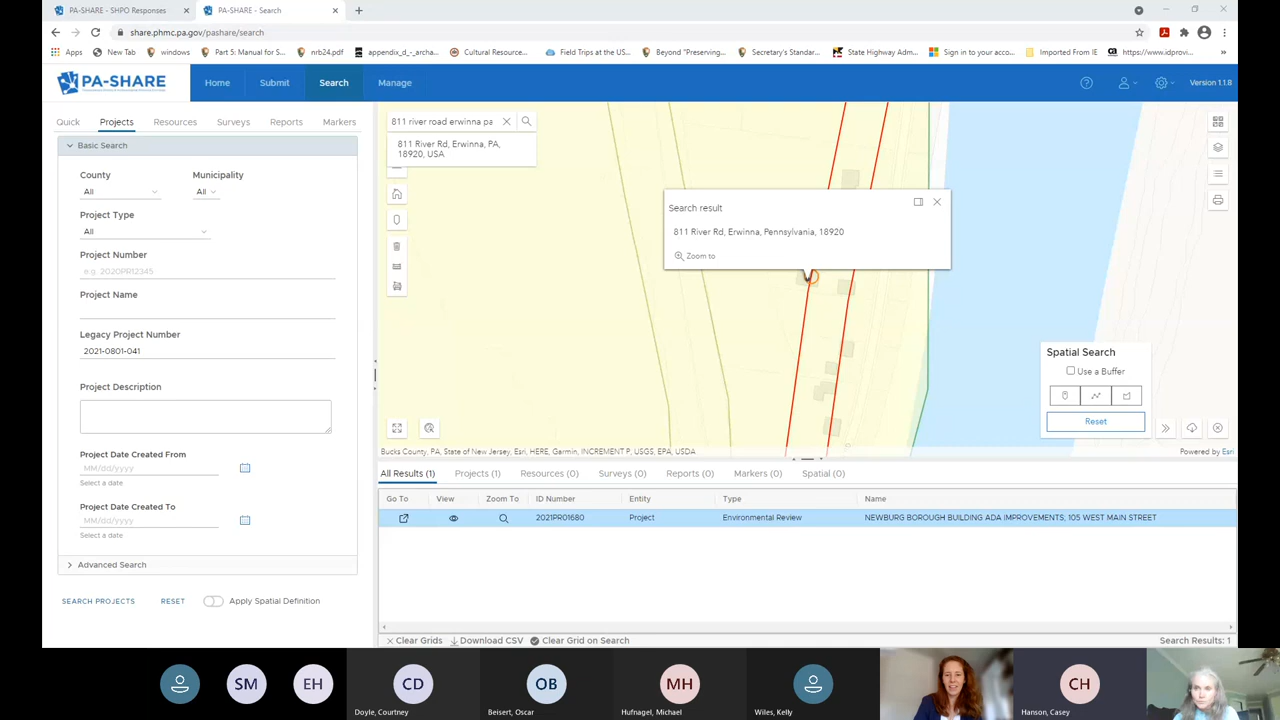 PA-SHARE - SHPO Responses
PA-SHARE - Search
share.phmc.pa.gov/pashare/search
Apps
New Tab
windows
Part 5: Manual for S...
nrb24.pdf
appendix_d_-_archa...
Cultural Resource...
Field Trips at the US...
Beyond "Preserving...
Secretary's Standar...
State Highway Adm...
Sign in to your acco...
Imported From IE
https://www.idprovi...
PA-SHARE
Home
Submit
Search
Manage
Version 1.1.8
Quick
Projects
Resources
Surveys
Reports
Markers
Basic Search
County
Municipality
All
All
Project Type
All
Project Number
e.g. 2020PR12345
Project Name
Legacy Project Number
2021-0801-041
Project Description
Project Date Created From
MM/dd/yyyy
Select a date
Project Date Created To
MM/dd/yyyy
Select a date
Advanced Search
SEARCH PROJECTS
RESET
Apply Spatial Definition
811 river road erwinna pa
811 River Rd, Erwinna, PA,
18920, USA
Search result
811 River Rd, Erwinna, Pennsylvania, 18920
Zoom to
Spatial Search
Use a Buffer
Reset
Bucks County, PA, State of New Jersey, Esri, HERE, Garmin, INCREMENT P, USGS, EPA, USDA
Powered by Esri
All Results (1)
Projects (1)
Resources (0)
Surveys (0)
Reports (0)
Markers (0)
Spatial (0)
Go To
View
Zoom To
ID Number
Entity
Type
Name
2021PR01680
Project
Environmental Review
NEWBURG BOROUGH BUILDING ADA IMPROVEMENTS; 105 WEST MAIN STREET
Clear Grids
Download CSV
Clear Grid on Search
Search Results: 1
SM
EH
CD
Doyle, Courtney
OB
Beisert, Oscar
MH
Hufnagel, Michael
Wiles, Kelly
CH
Hanson, Casey